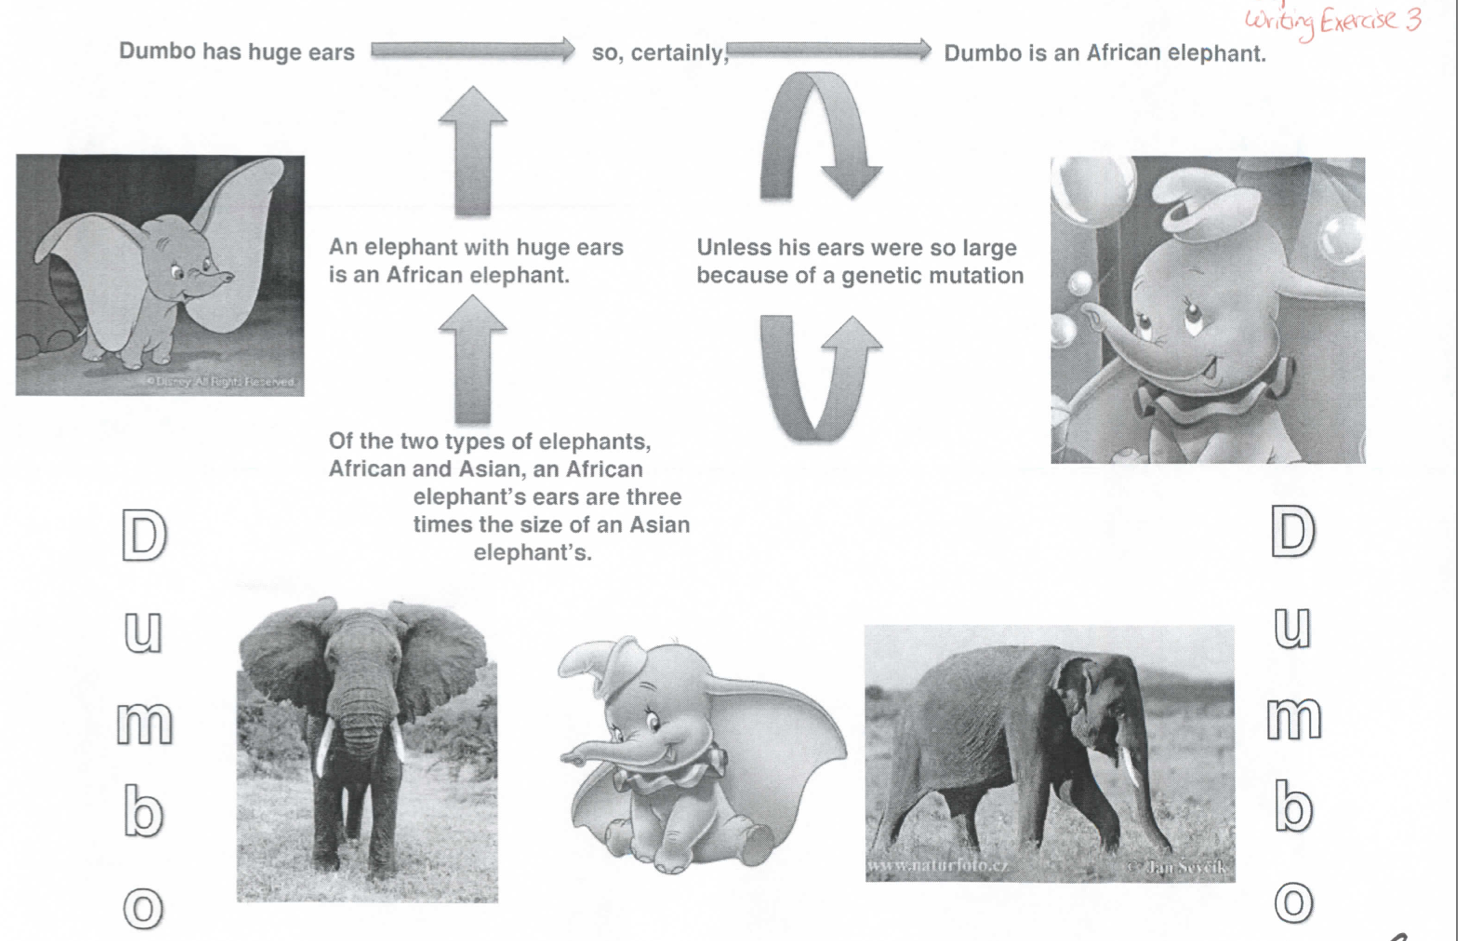 Writing Exercise 3
Dumbo has huge ears
so, certainly,
Dumbo is an African elephant.
An elephant with huge ears
is an African elephant.
Unless his ears were so large
because of a genetic mutation
© Disney. All Rights Reserved.
Of the two types of elephants,
African and Asian, an African
elephant's ears are three
times the size of an Asian
elephant's.
D
u
m
b
o
D
u
m
b
o
www.naturfoto.cz
© Jan Ševčík